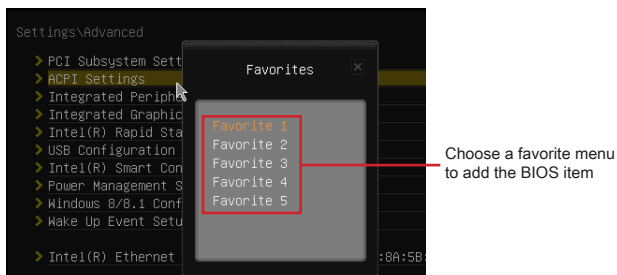 Settings\Advanced
> PCI Subsystem Sett
> ACPI Settings
> Integrated Periphe
> Integrated Graphic
> Intel(R) Rapid Sta
> USB Configuration
> Intel(R) Smart Con
> Power Management S
> Windows 8/8.1 Conf
> Wake Up Event Setu
> Intel(R) Ethernet
:8A:5B:
Favorites
Favorite 1
Favorite 2
Favorite 3
Favorite 4
Favorite 5
Choose a favorite menu
to add the BIOS item